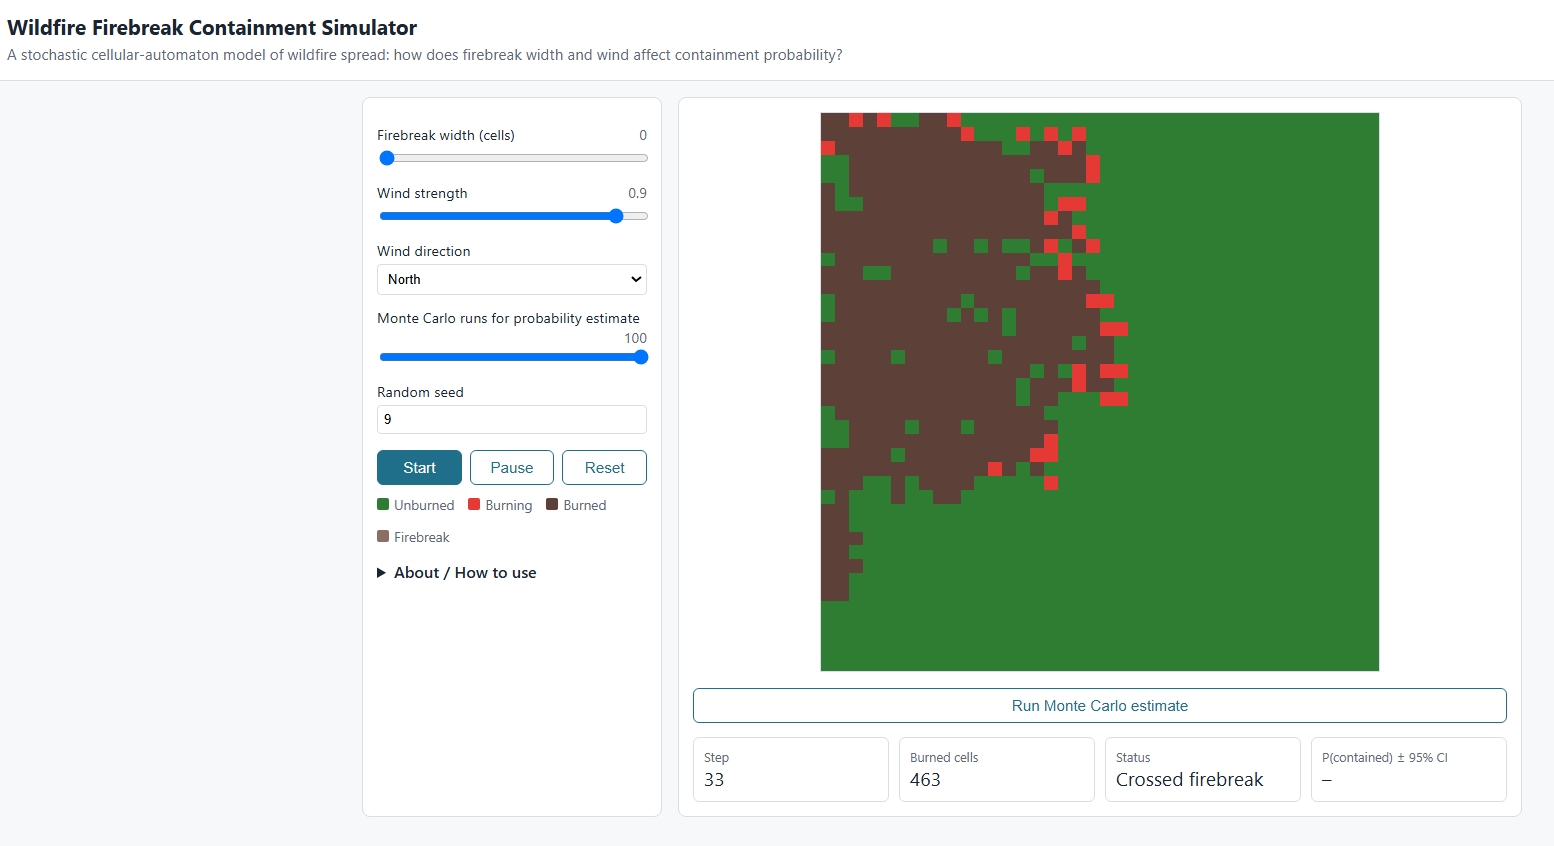 Wildfire Firebreak Containment Simulator
A stochastic cellular-automaton model of wildfire spread: how does firebreak width and wind affect containment probability?
Firebreak width (cells) 0
Wind strength 0.9
Wind direction
North
Monte Carlo runs for probability estimate
100
Random seed
9
Start Pause Reset
Unburned Burning Burned
Firebreak
▶ About / How to use
Run Monte Carlo estimate
Step Burned cells Status P(contained) ± 95% CI
33 463 Crossed firebreak –